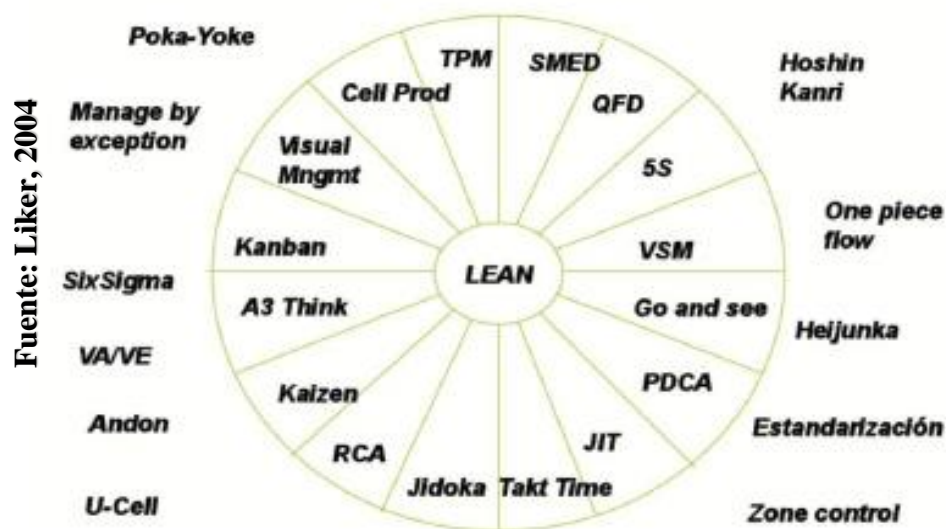 Fuente: Liker, 2004
Poka-Yoke
Manage by
exception
SixSigma
VA/VE
Andon
U-Cell
TPM
SMED
Cell Prod
QFD
Visual
Mngmt
5S
Kanban
LEAN
VSM
A3 Think
Go and see
Kaizen
PDCA
RCA
JIT
Jidoka
Takt Time
Hoshin
Kanri
One piece
flow
Heijunka
Estandarización
Zone control